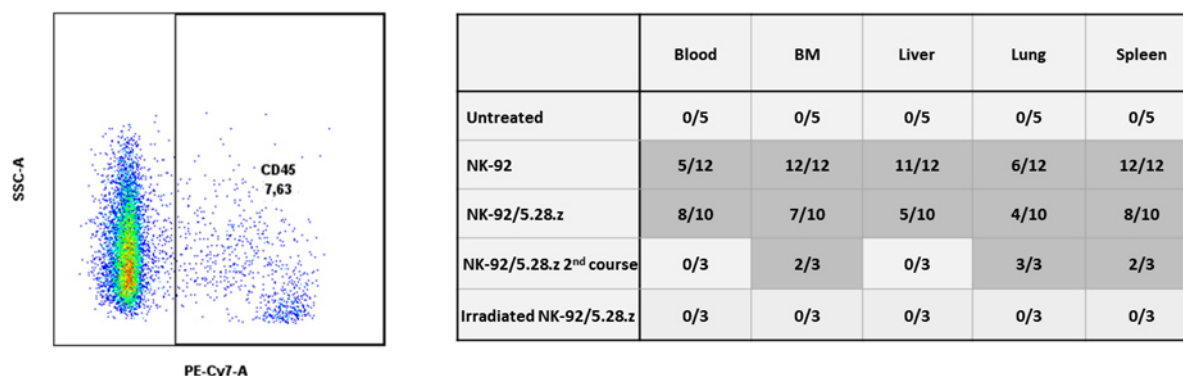 SSC-A
CD45
7,63
PE-Cy7-A
Blood BM Liver Lung Spleen
Untreated 0/5 0/5 0/5 0/5 0/5
NK-92 5/12 12/12 11/12 6/12 12/12
NK-92/5.28.z 8/10 7/10 5/10 4/10 8/10
NK-92/5.28.z 2nd course 0/3 2/3 0/3 3/3 2/3
Irradiated NK-92/5.28.z 0/3 0/3 0/3 0/3 0/3